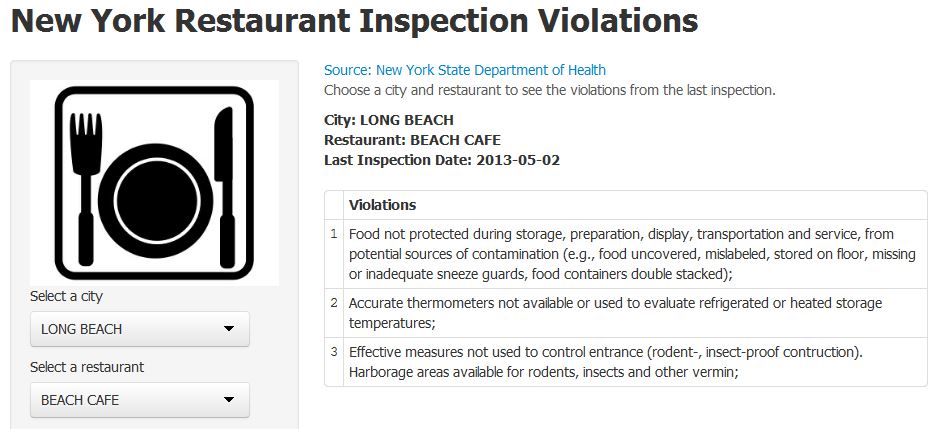 New York Restaurant Inspection Violations
Source: New York State Department of Health
Choose a city and restaurant to see the violations from the last inspection.
City: LONG BEACH
Restaurant: BEACH CAFE
Last Inspection Date: 2013-05-02
Violations
1 Food not protected during storage, preparation, display, transportation and service, from
potential sources of contamination (e.g., food uncovered, mislabeled, stored on floor, missing
or inadequate sneeze guards, food containers double stacked);
2 Accurate thermometers not available or used to evaluate refrigerated or heated storage
temperatures;
3 Effective measures not used to control entrance (rodent-, insect-proof contruction).
Harborage areas available for rodents, insects and other vermin;
Select a city
LONG BEACH
Select a restaurant
BEACH CAFE